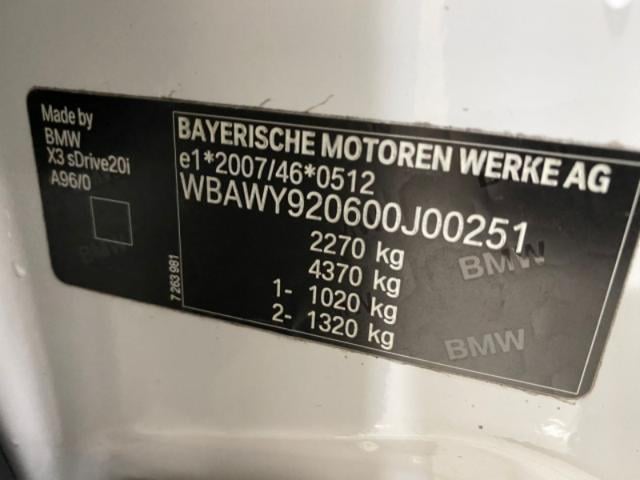 Made by
BMW
X3 sDrive20i
A96/0
BAYERISCHE MOTOREN WERKE AG
e1*2007/46*0512
WBAWY920600J00251
2270 kg
4370 kg
1- 1020 kg
2- 1320 kg
7 263 981
BMW
BMW
BMW
BMW